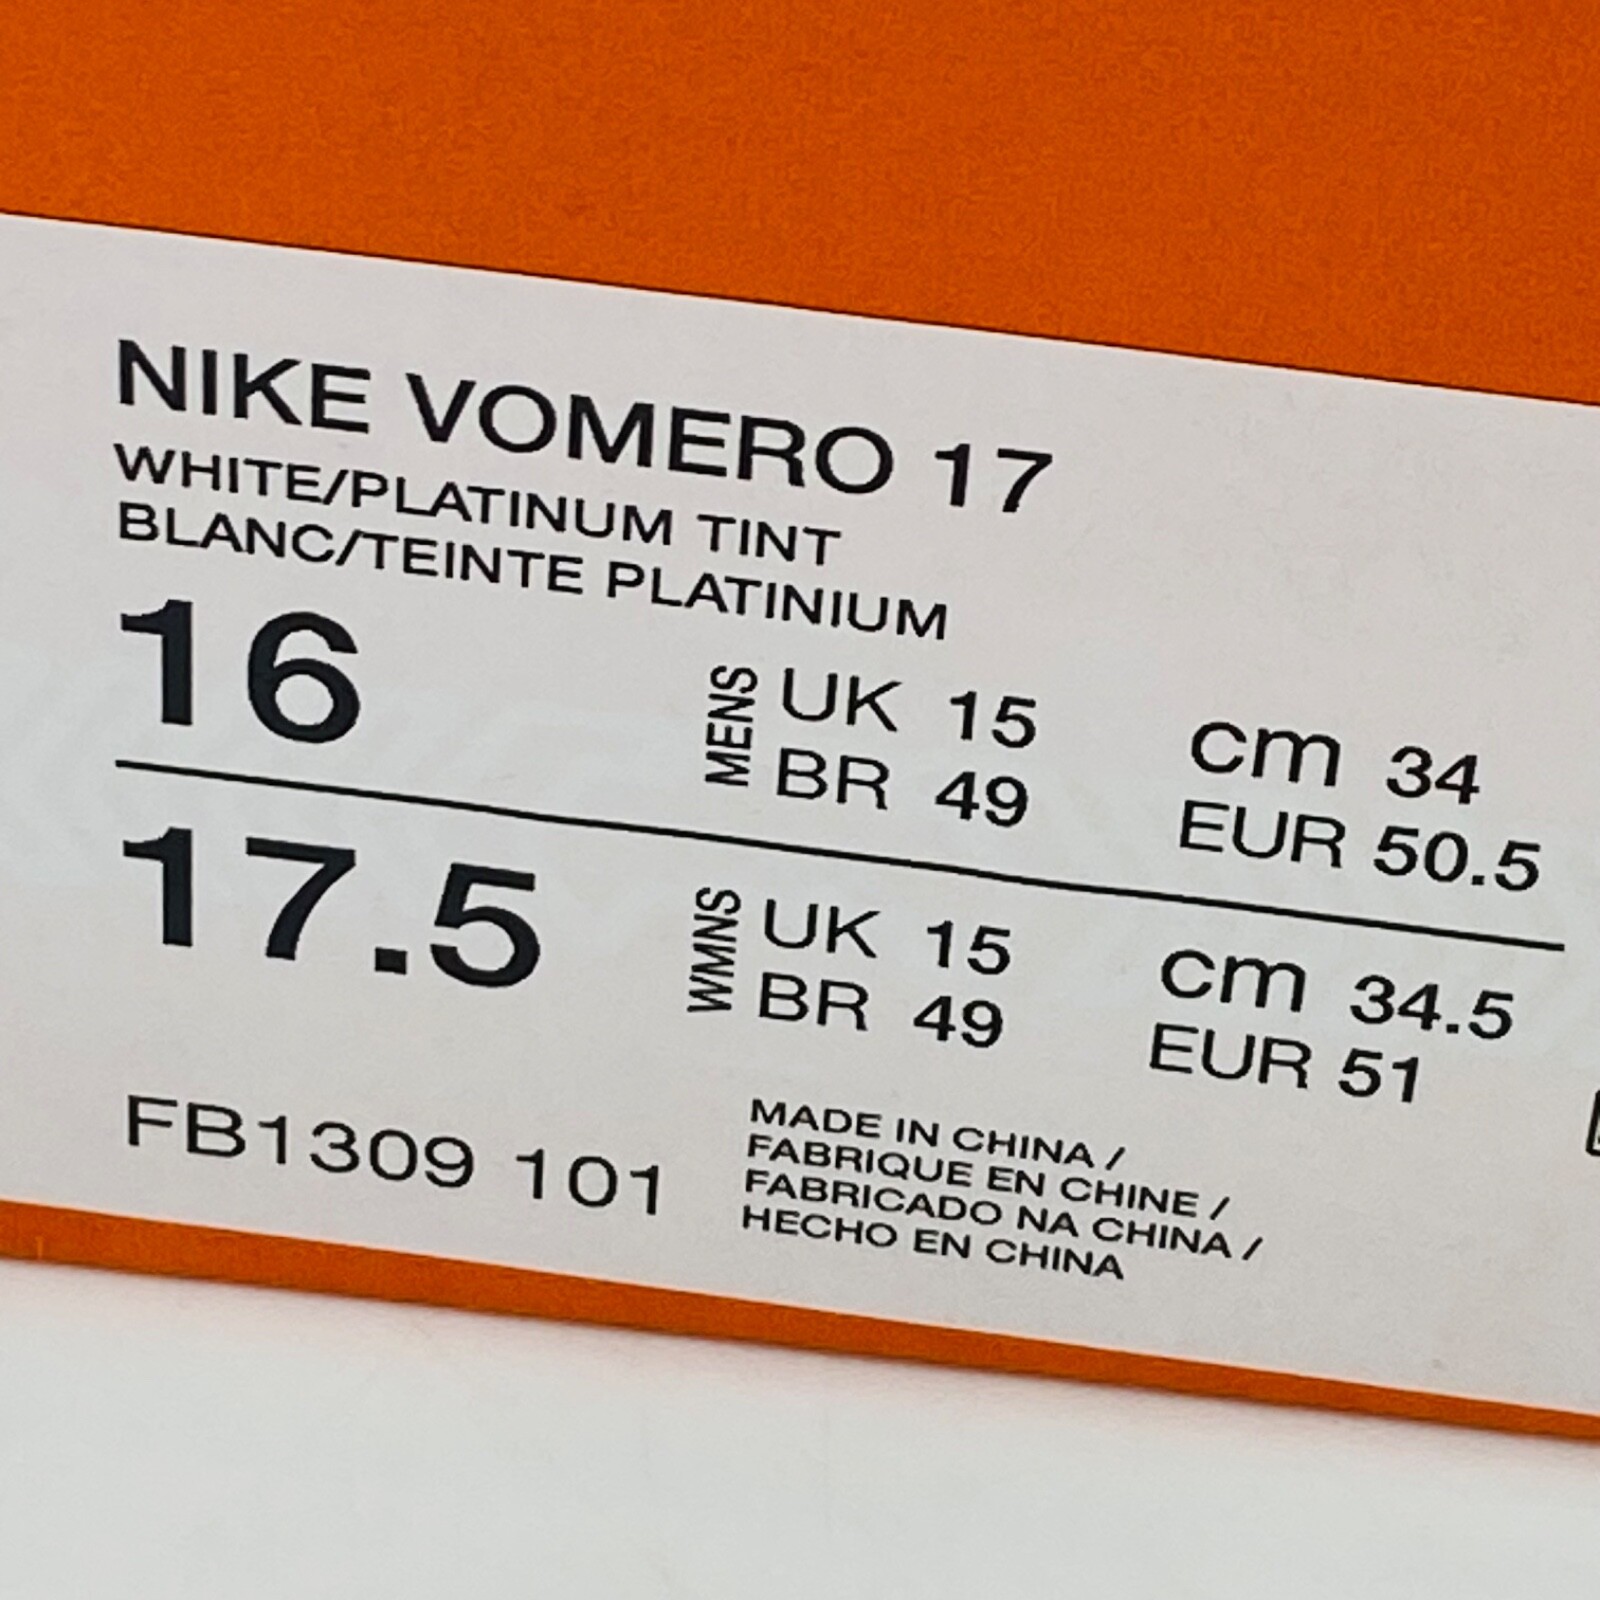 NIKE VOMERO 17
WHITE/PLATINUM TINT
BLANC/TEINTE PLATINIUM
16
MENS
UK 15
cm 34
BR 49
EUR 50.5
17.5
WMNS
UK 15
cm 34.5
BR 49
EUR 51
FB1309 101
MADE IN CHINA /
FABRIQUE EN CHINE /
FABRICADO NA CHINA /
HECHO EN CHINA